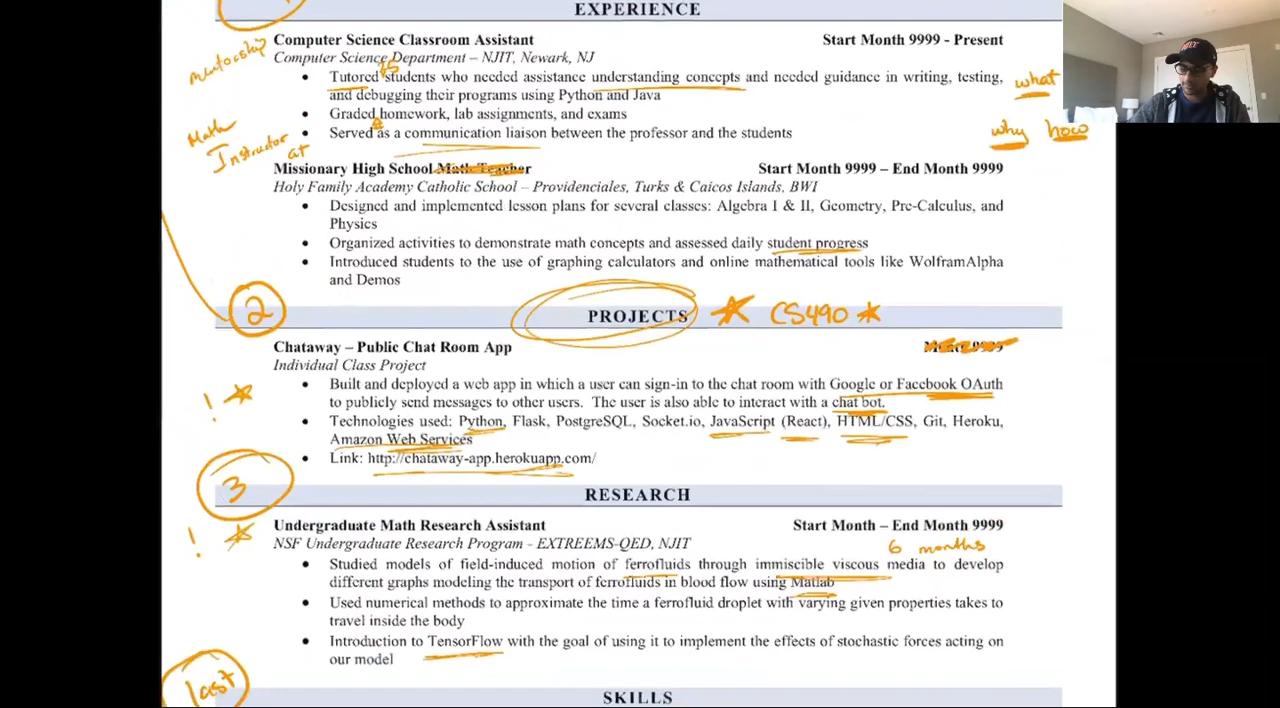 EXPERIENCE
Computer Science Classroom Assistant Start Month 9999 - Present
mentorship
Computer Science Department – NJIT, Newark, NJ
15
• Tutored students who needed assistance understanding concepts and needed guidance in writing, testing,
and debugging their programs using Python and Java
what
• Graded homework, lab assignments, and exams
• Served as a communication liaison between the professor and the students
why how
Math
Instructor
at
Missionary High School Math Teacher Start Month 9999 – End Month 9999
Holy Family Academy Catholic School – Providenciales, Turks & Caicos Islands, BWI
• Designed and implemented lesson plans for several classes: Algebra I & II, Geometry, Pre-Calculus, and
Physics
• Organized activities to demonstrate math concepts and assessed daily student progress
• Introduced students to the use of graphing calculators and online mathematical tools like WolframAlpha
and Demos
2
PROJECTS CS490
Chataway – Public Chat Room App
Individual Class Project
! • Built and deployed a web app in which a user can sign-in to the chat room with Google or Facebook OAuth
to publicly send messages to other users. The user is also able to interact with a chat bot.
• Technologies used: Python, Flask, PostgreSQL, Socket.io, JavaScript (React), HTML/CSS, Git, Heroku,
Amazon Web Services
• Link: http://chataway-app.herokuapp.com/
3
RESEARCH
! Undergraduate Math Research Assistant Start Month – End Month 9999
NSF Undergraduate Research Program - EXTREEMS-QED, NJIT 6 months
• Studied models of field-induced motion of ferrofluids through immiscible viscous media to develop
different graphs modeling the transport of ferrofluids in blood flow using Matlab
• Used numerical methods to approximate the time a ferrofluid droplet with varying given properties takes to
travel inside the body
• Introduction to TensorFlow with the goal of using it to implement the effects of stochastic forces acting on
our model
last
SKILLS